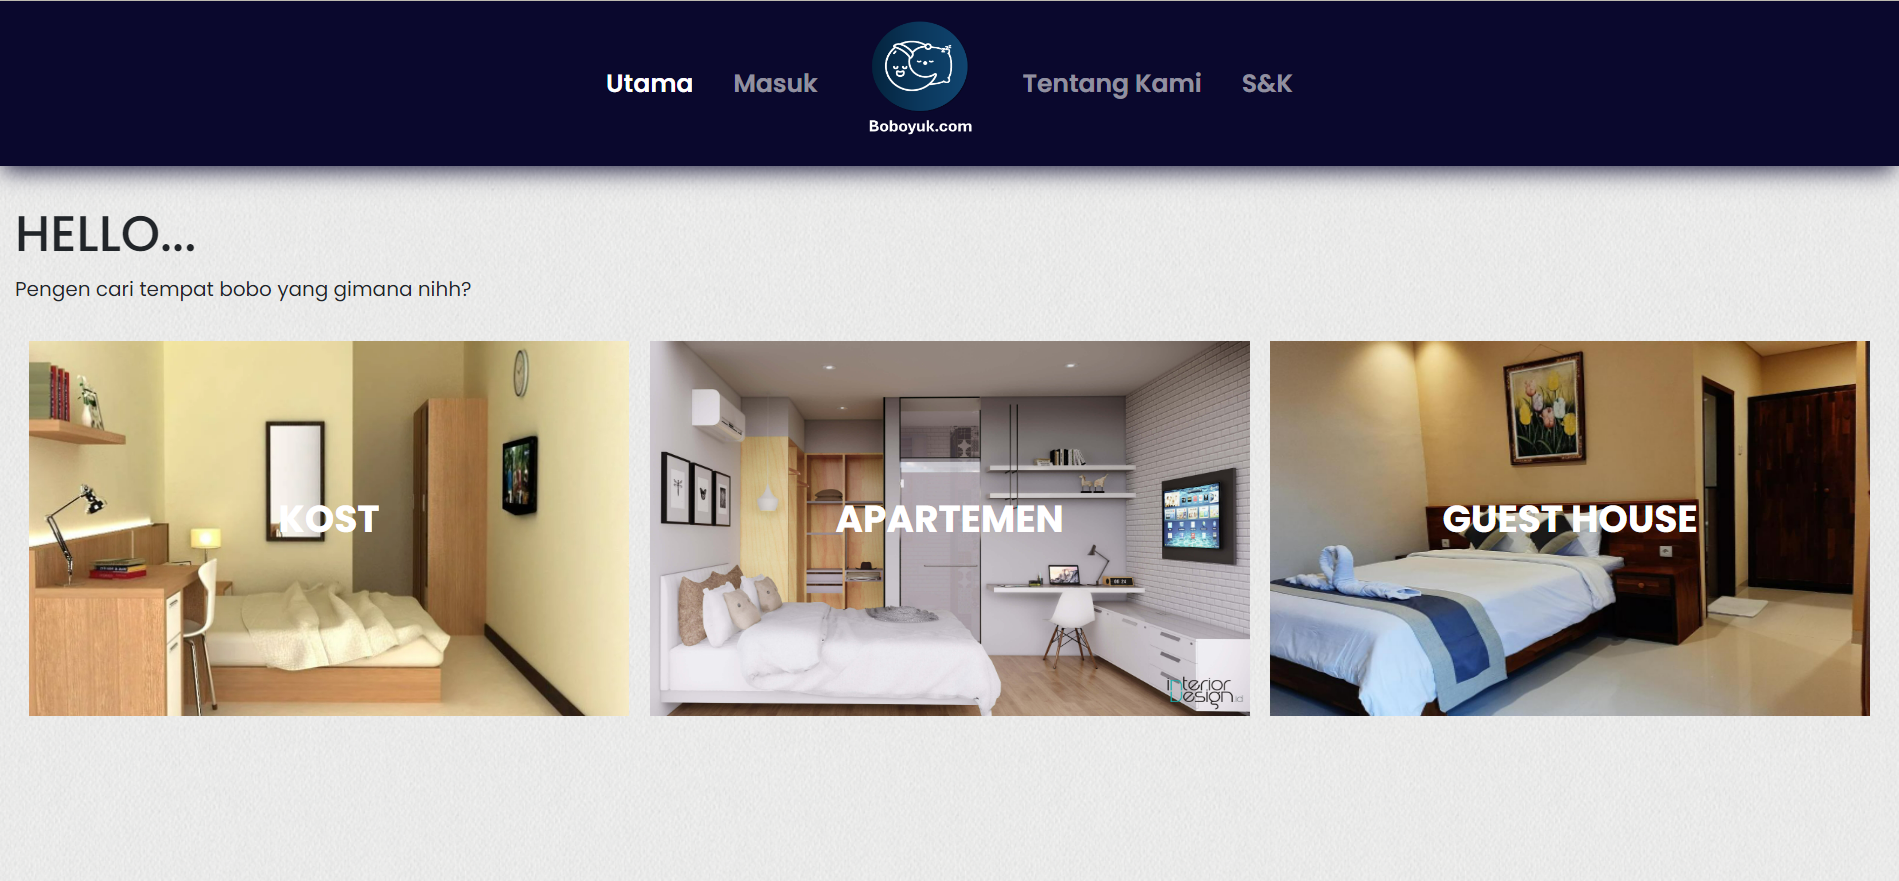 Utama Masuk Tentang Kami S&K
Boboyuk.com
HELLO...
Pengen cari tempat bobo yang gimana nihh?
KOST APARTEMEN GUEST HOUSE
interior
Design.id